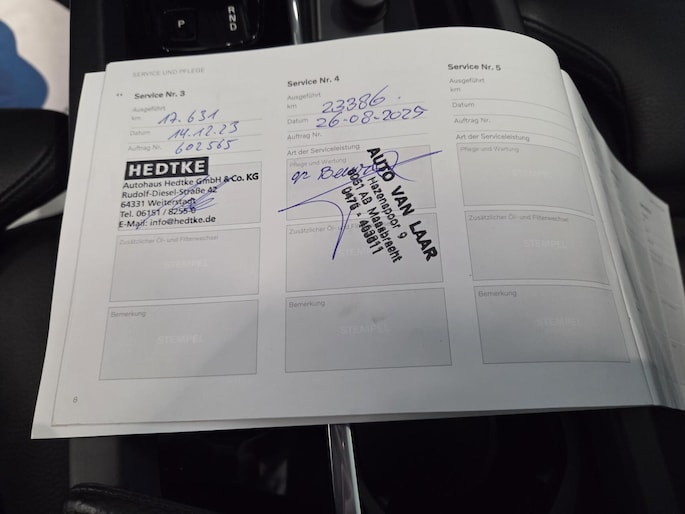 P
R
N
D
SERVICE UND PFLEGE
Service Nr. 3
Ausgeführt
km 17.631
Datum 14.12.23
Auftrag Nr. 602565
HEDTKE
Autohaus Hedtke GmbH & Co. KG
Rudolf-Diesel-Straße 42
64331 Weiterstadt
Tel. 06151 / 8255-0
E-Mail: info@hedtke.de
Zusätzlicher Öl- und Filterwechsel
STEMPEL
Bemerkung
STEMPEL
8
Service Nr. 4
Ausgeführt
km 23386.
Datum 26-08-2025
Auftrag Nr.
Art der Serviceleistung
Pflege und Wartung
AUTO VAN LAAR
Hazenspoor 9
6051 AB Maasbracht
0475 - 463611
Zusätzlicher Öl- und
STEMPEL
Bemerkung
STEMPEL
Service Nr. 5
Ausgeführt
km
Datum
Auftrag Nr.
Art der Serviceleistung
Pflege und Wartung
STEMPEL
Zusätzlicher Öl- und Filterwechsel
STEMPEL
Bemerkung
STEMPEL